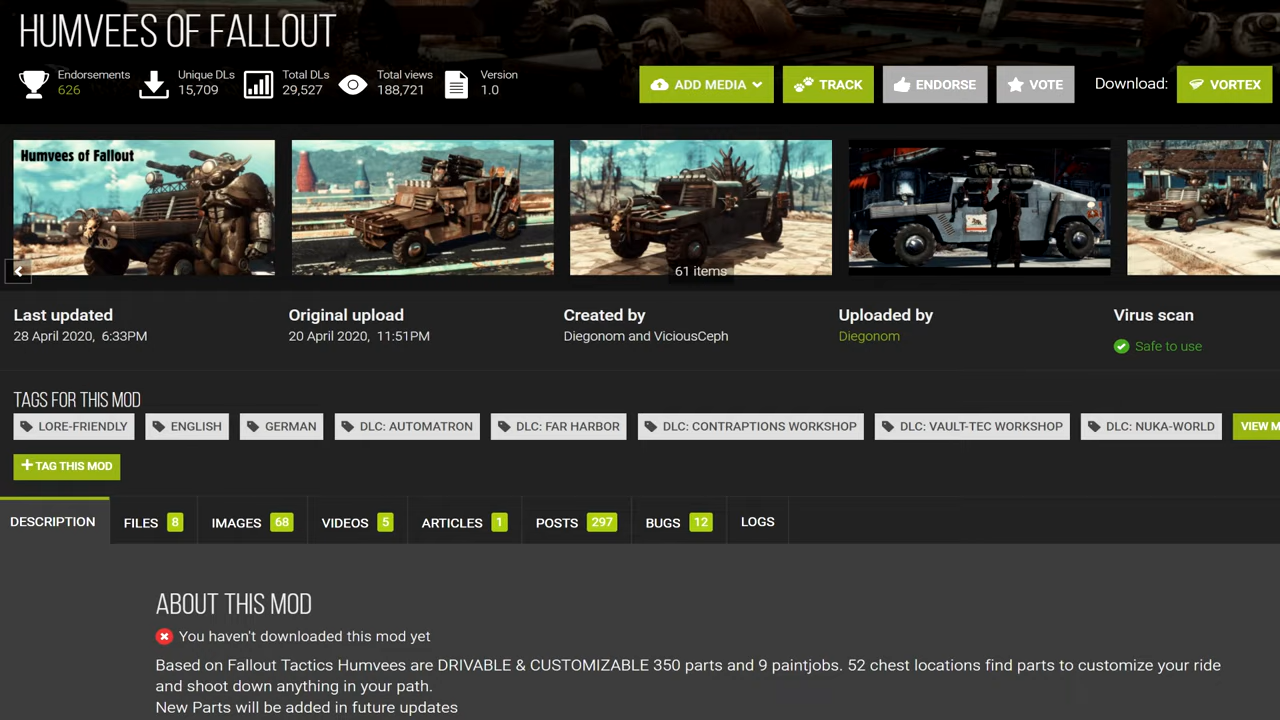 HUMVEES OF FALLOUT
Endorsements
626
Unique DLs
15,709
Total DLs
29,527
Total views
188,721
Version
1.0
ADD MEDIA
TRACK
ENDORSE
VOTE
Download:
VORTEX
Humvees of Fallout
61 items
Last updated
28 April 2020, 6:33PM
Original upload
20 April 2020, 11:51PM
Created by
Diegonom and ViciousCeph
Uploaded by
Diegonom
Virus scan
Safe to use
TAGS FOR THIS MOD
LORE-FRIENDLY
ENGLISH
GERMAN
DLC: AUTOMATRON
DLC: FAR HARBOR
DLC: CONTRAPTIONS WORKSHOP
DLC: VAULT-TEC WORKSHOP
DLC: NUKA-WORLD
VIEW M
+ TAG THIS MOD
DESCRIPTION
FILES 8
IMAGES 68
VIDEOS 5
ARTICLES 1
POSTS 297
BUGS 12
LOGS
ABOUT THIS MOD
You haven't downloaded this mod yet
Based on Fallout Tactics Humvees are DRIVABLE & CUSTOMIZABLE 350 parts and 9 paintjobs. 52 chest locations find parts to customize your ride
and shoot down anything in your path.
New Parts will be added in future updates